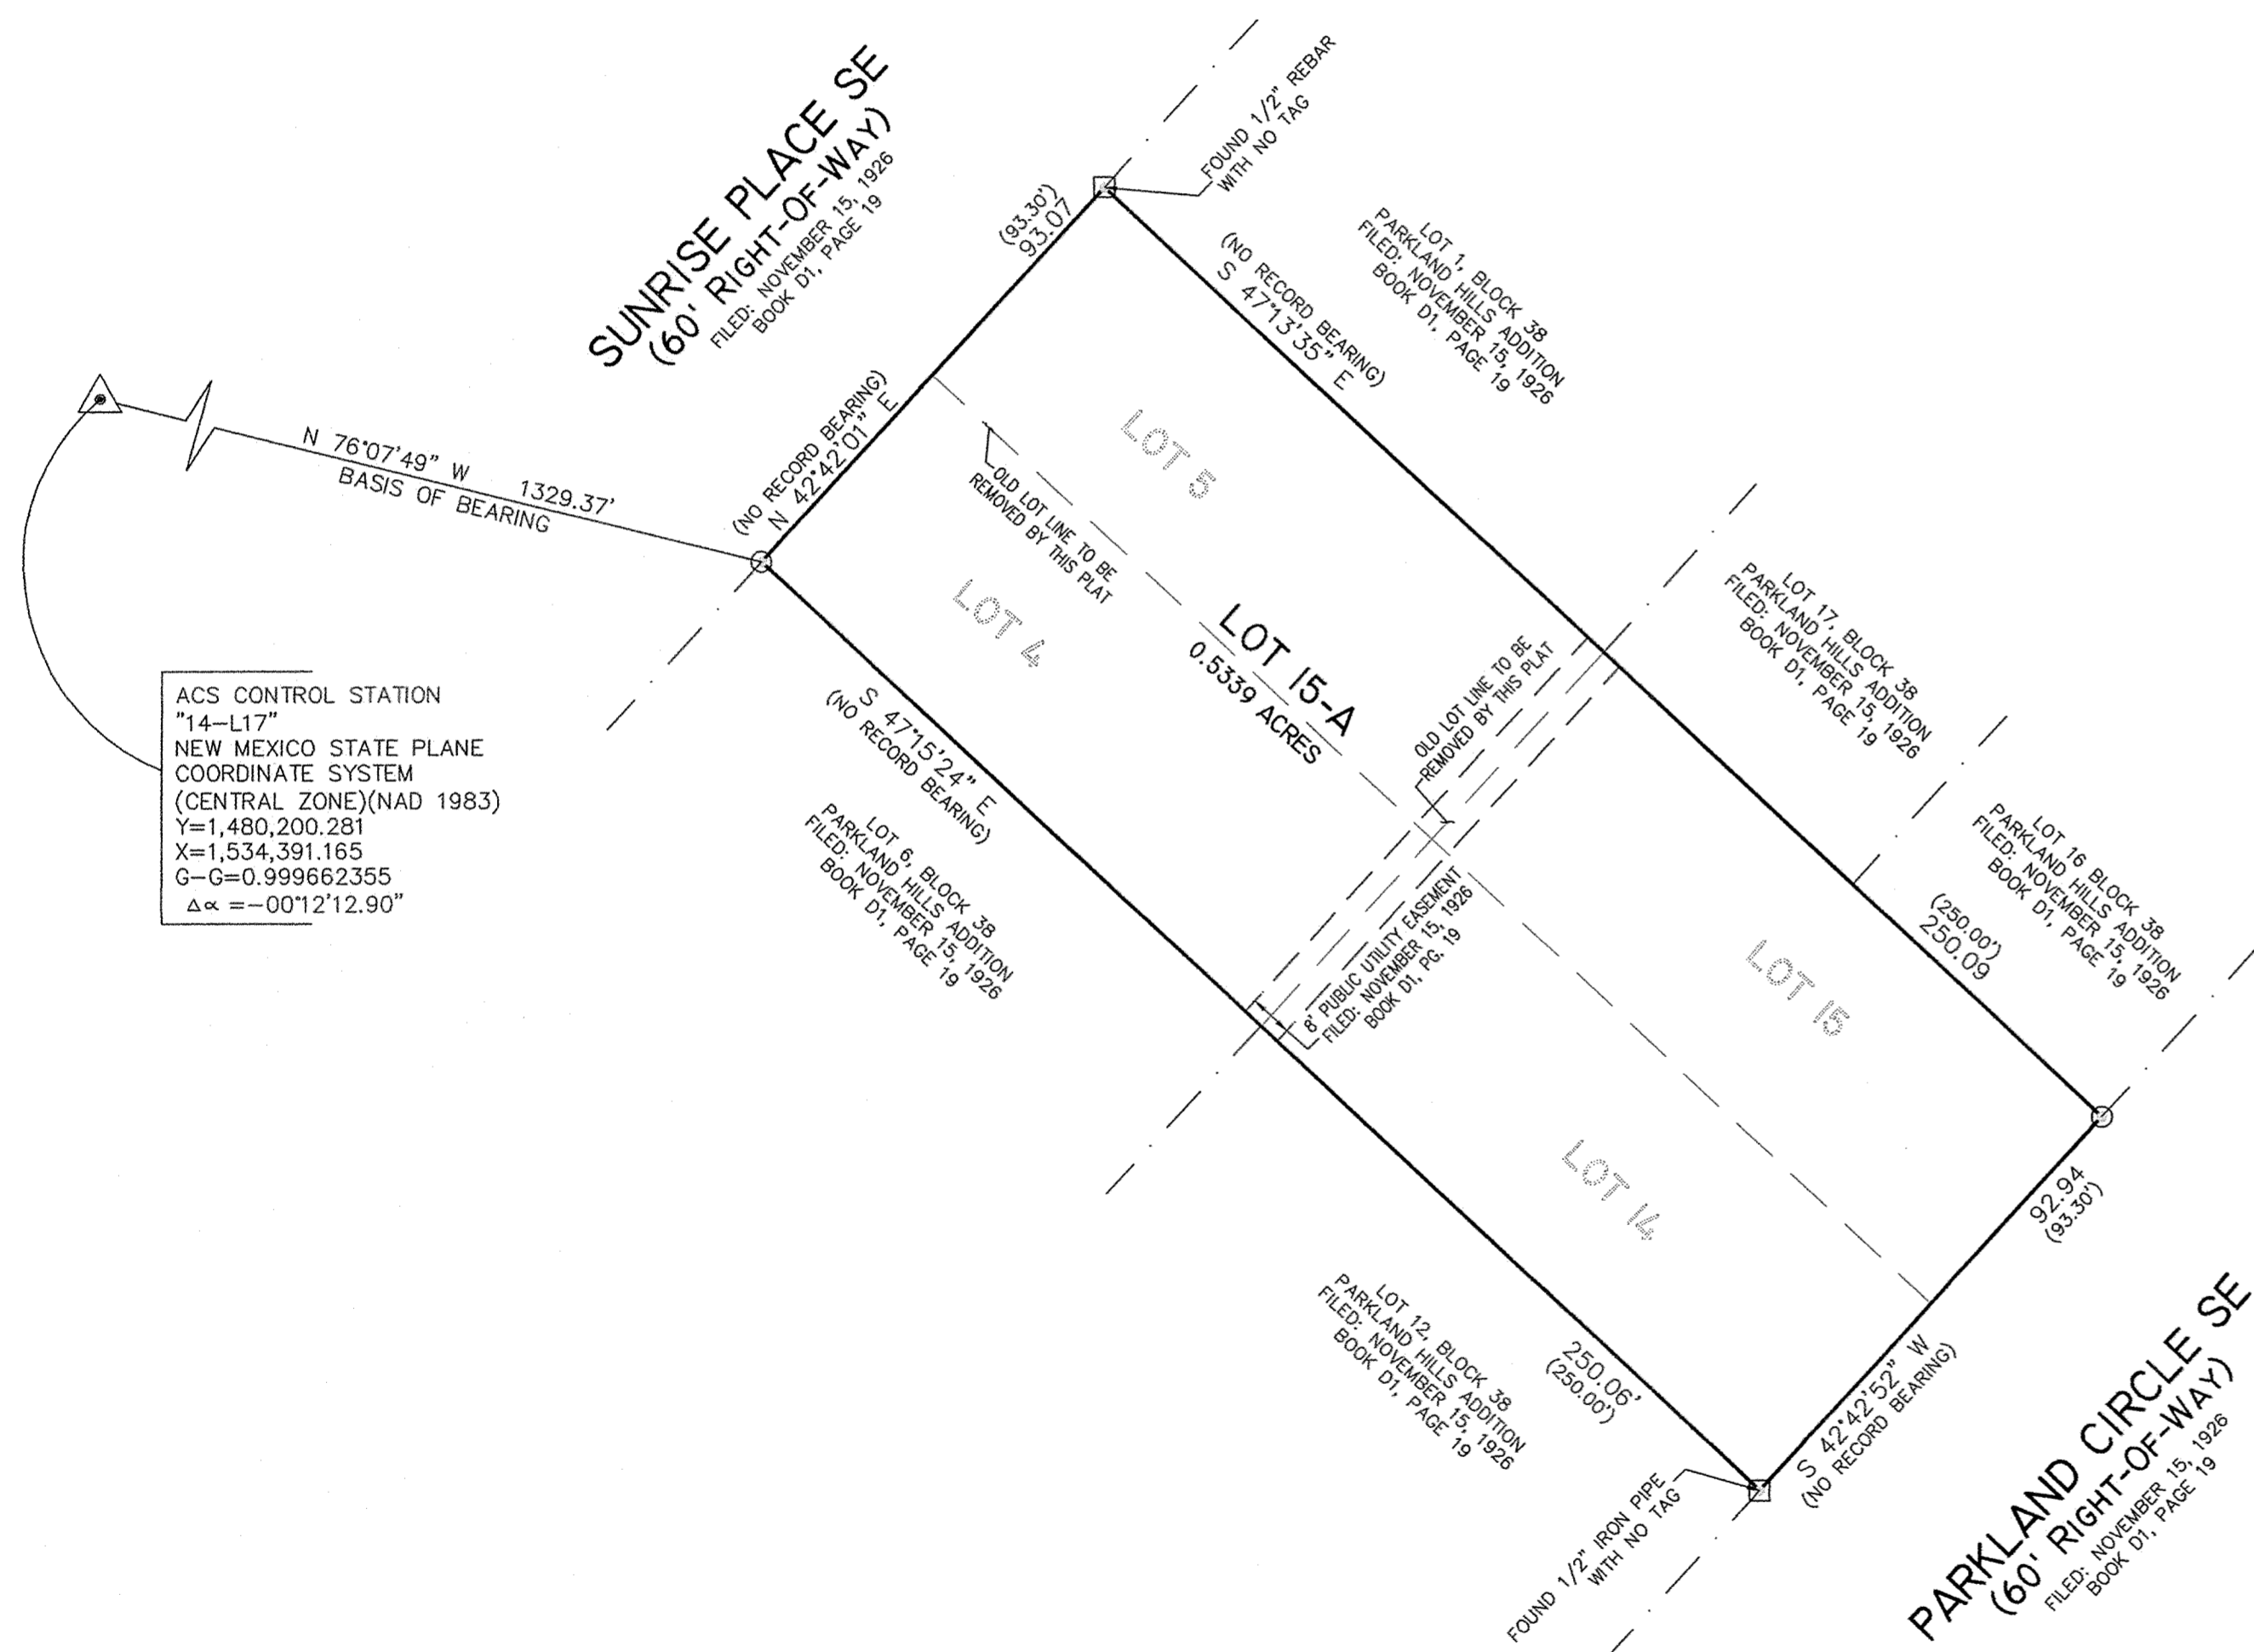 SUNRISE PLACE SE
(60' RIGHT-OF-WAY)
FILED: NOVEMBER 15, 1926
BOOK D1, PAGE 19
FOUND 1/2" REBAR
WITH NO TAG
(93.30')
93.07
(NO RECORD BEARING)
N 42°42'01" E
(NO RECORD BEARING)
S 47°13'35" E
LOT 1, BLOCK 38
PARKLAND HILLS ADDITION
FILED: NOVEMBER 15, 1926
BOOK D1, PAGE 19
N 76°07'49" W 1329.37'
BASIS OF BEARING
LOT 5
OLD LOT LINE TO BE
REMOVED BY THIS PLAT
LOT 4
LOT 15-A
0.5339 ACRES
OLD LOT LINE TO BE
REMOVED BY THIS PLAT
LOT 17, BLOCK 38
PARKLAND HILLS ADDITION
FILED: NOVEMBER 15, 1926
BOOK D1, PAGE 19
ACS CONTROL STATION
"14-L17"
NEW MEXICO STATE PLANE
COORDINATE SYSTEM
(CENTRAL ZONE)(NAD 1983)
Y=1,480,200.281
X=1,534,391.165
G-G=0.999662355
Δ∝ =-00°12'12.90"
S 47°15'24" E
(NO RECORD BEARING)
LOT 6, BLOCK 38
PARKLAND HILLS ADDITION
FILED: NOVEMBER 15, 1926
BOOK D1, PAGE 19
8' PUBLIC UTILITY EASEMENT
FILED: NOVEMBER 15, 1926
BOOK D1, PG. 19
LOT 16 BLOCK 38
PARKLAND HILLS ADDITION
FILED: NOVEMBER 15, 1926
BOOK D1, PAGE 19
(250.00')
250.09
LOT 15
LOT 14
92.94
(93.30')
LOT 12, BLOCK 38
PARKLAND HILLS ADDITION
FILED: NOVEMBER 15, 1926
BOOK D1, PAGE 19
250.06'
(250.00')
S 42°42'52" W
(NO RECORD BEARING)
FOUND 1/2" IRON PIPE
WITH NO TAG
PARKLAND CIRCLE SE
(60' RIGHT-OF-WAY)
FILED: NOVEMBER 15, 1926
BOOK D1, PAGE 19